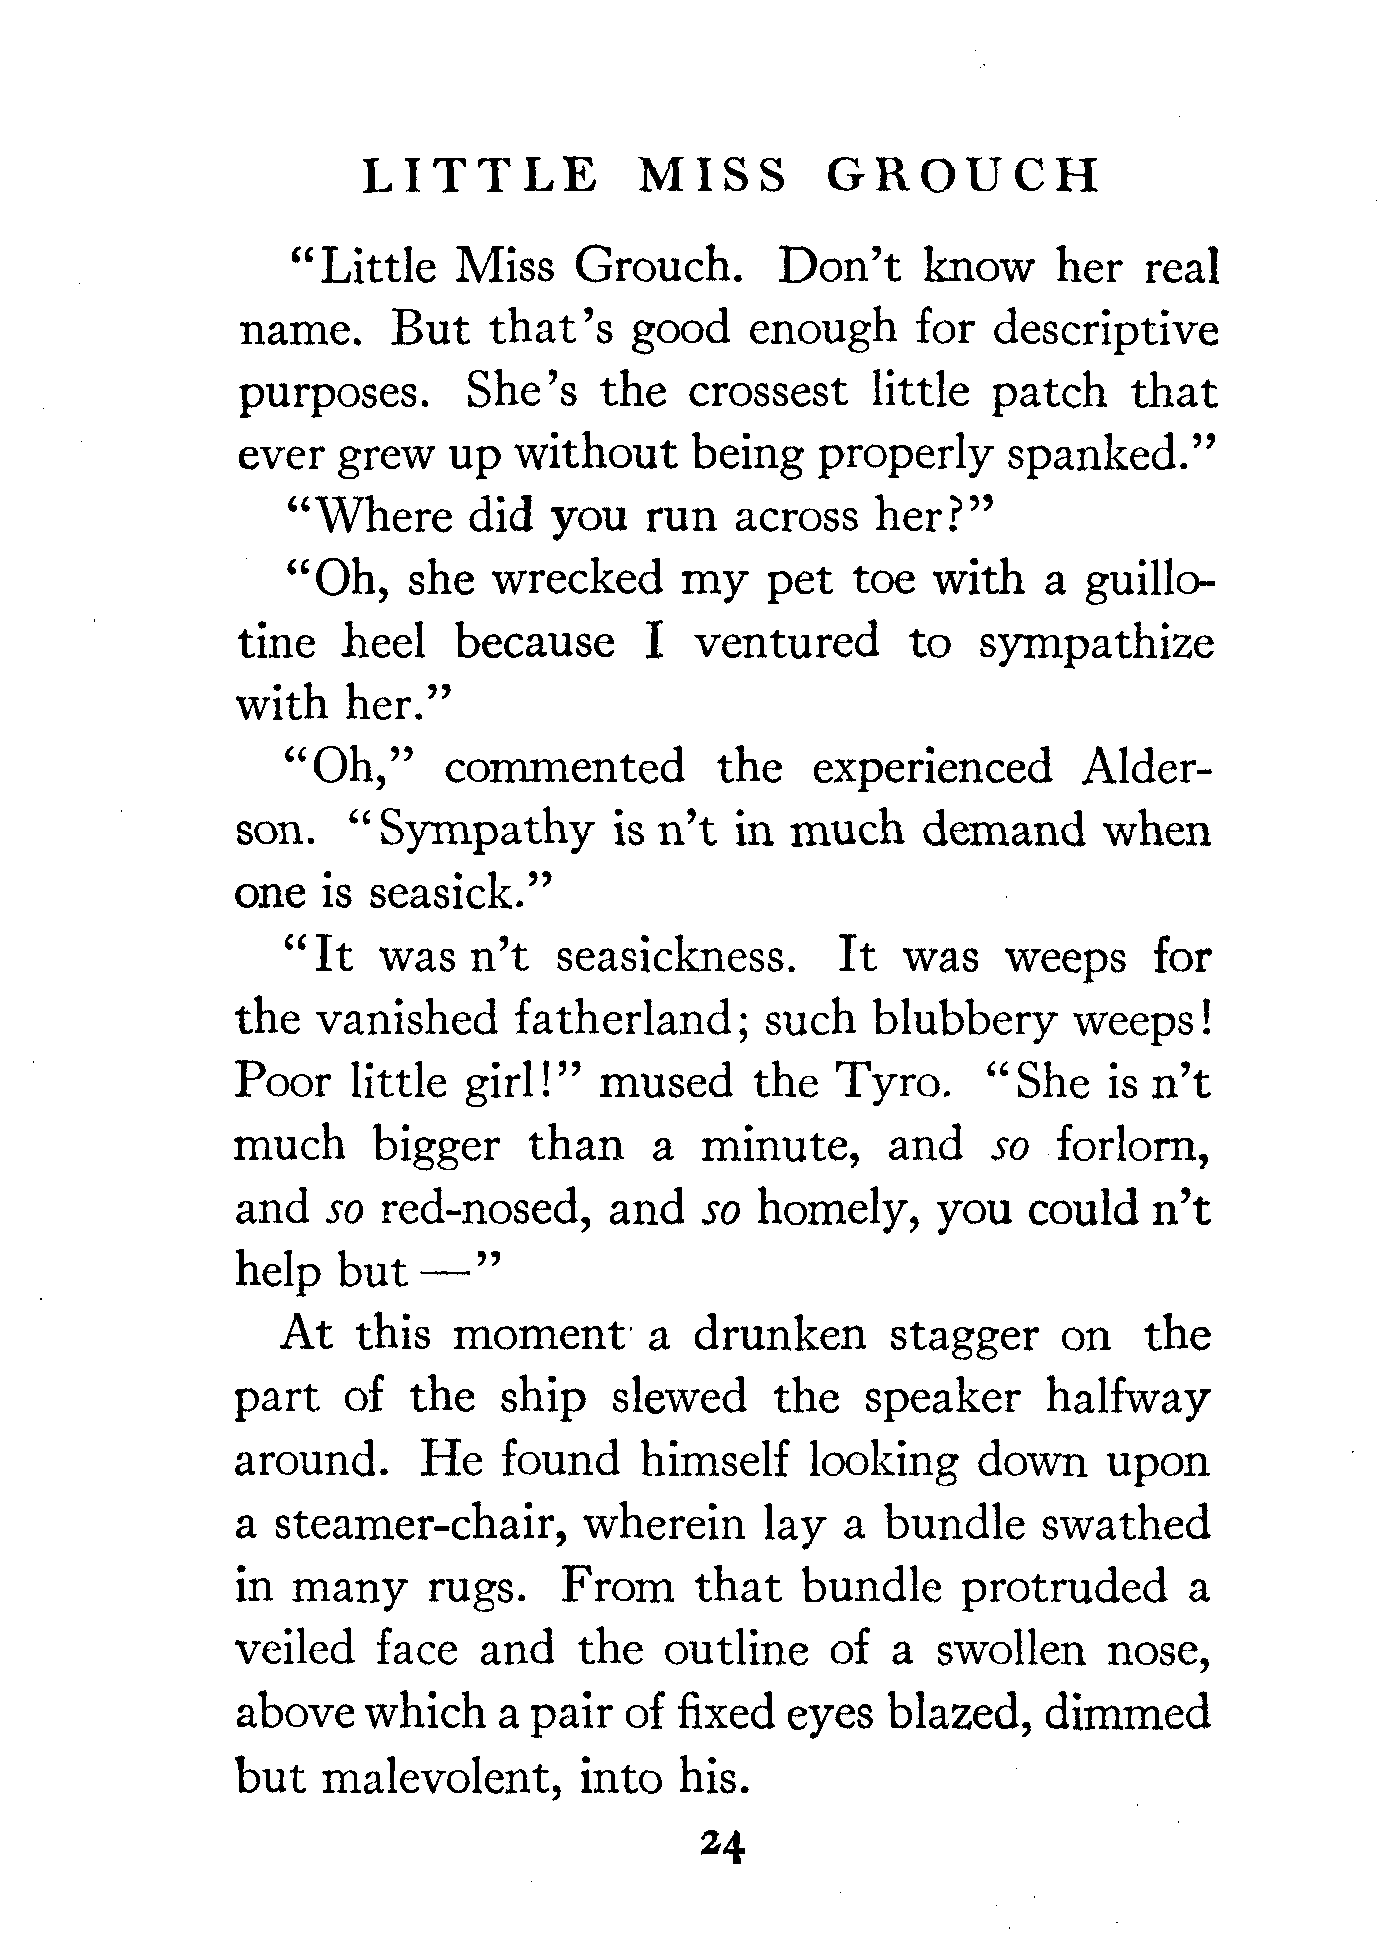 LITTLE MISS GROUCH
“Little Miss Grouch. Don’t know her real
name. But that’s good enough for descriptive
purposes. She’s the crossest little patch that
ever grew up without being properly spanked.”
“Where did you run across her?”
“Oh, she wrecked my pet toe with a guillo-
tine heel because I ventured to sympathize
with her.”
“Oh,” commented the experienced Alder-
son. “Sympathy is n’t in much demand when
one is seasick.”
“It was n’t seasickness. It was weeps for
the vanished fatherland; such blubbery weeps!
Poor little girl!” mused the Tyro. “She is n’t
much bigger than a minute, and so forlorn,
and so red-nosed, and so homely, you could n’t
help but —”
At this moment a drunken stagger on the
part of the ship slewed the speaker halfway
around. He found himself looking down upon
a steamer-chair, wherein lay a bundle swathed
in many rugs. From that bundle protruded a
veiled face and the outline of a swollen nose,
above which a pair of fixed eyes blazed, dimmed
but malevolent, into his.
24